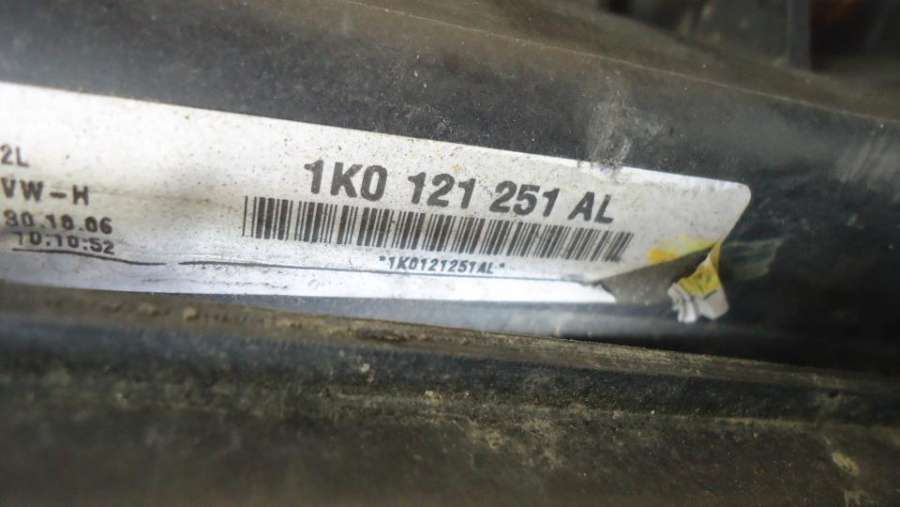 2L
1K0 121 251 AL
VW-H
30.10.06
10:10:52
*1K0121251AL*